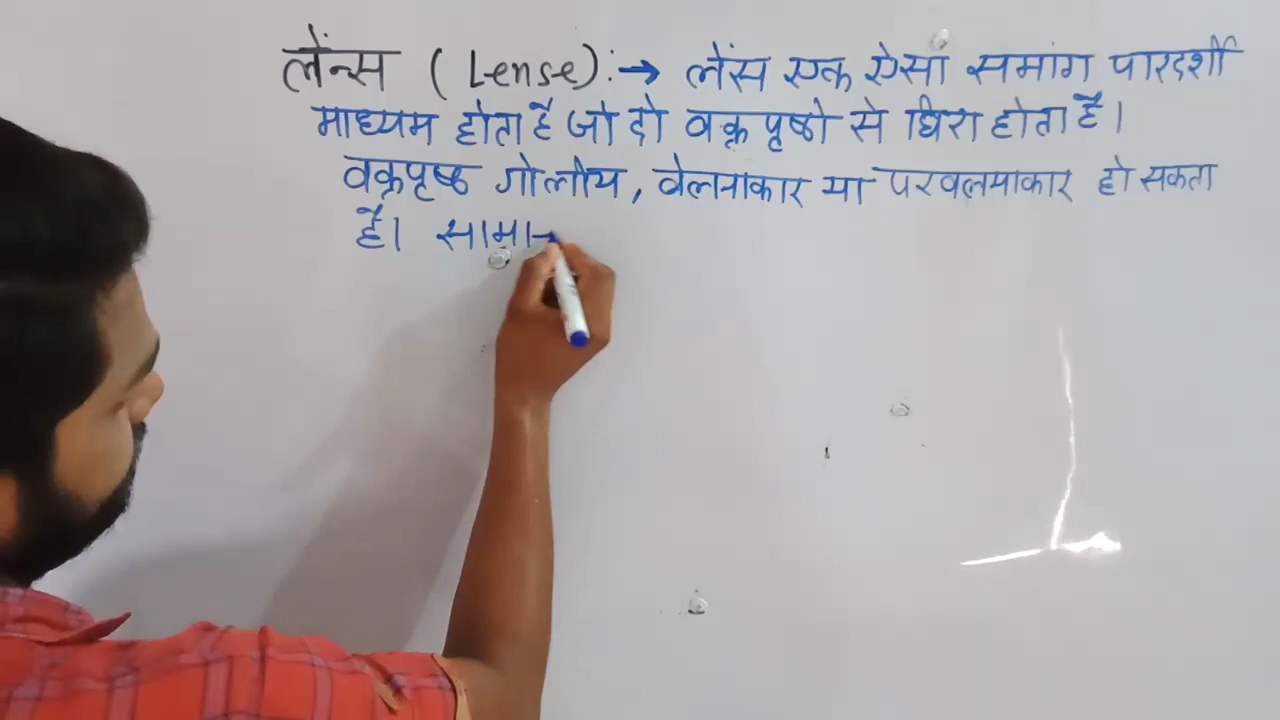 लेंन्स ( Lense ):→ लेंस एक ऐसा समांग पारदर्शी
माध्यम होता है जो दो वक्र पृष्ठो से घिरा होता है।
वक्रपृष्ठ गोलीय, वेलनाकार या परवलयाकार हो सकता
है। सामा